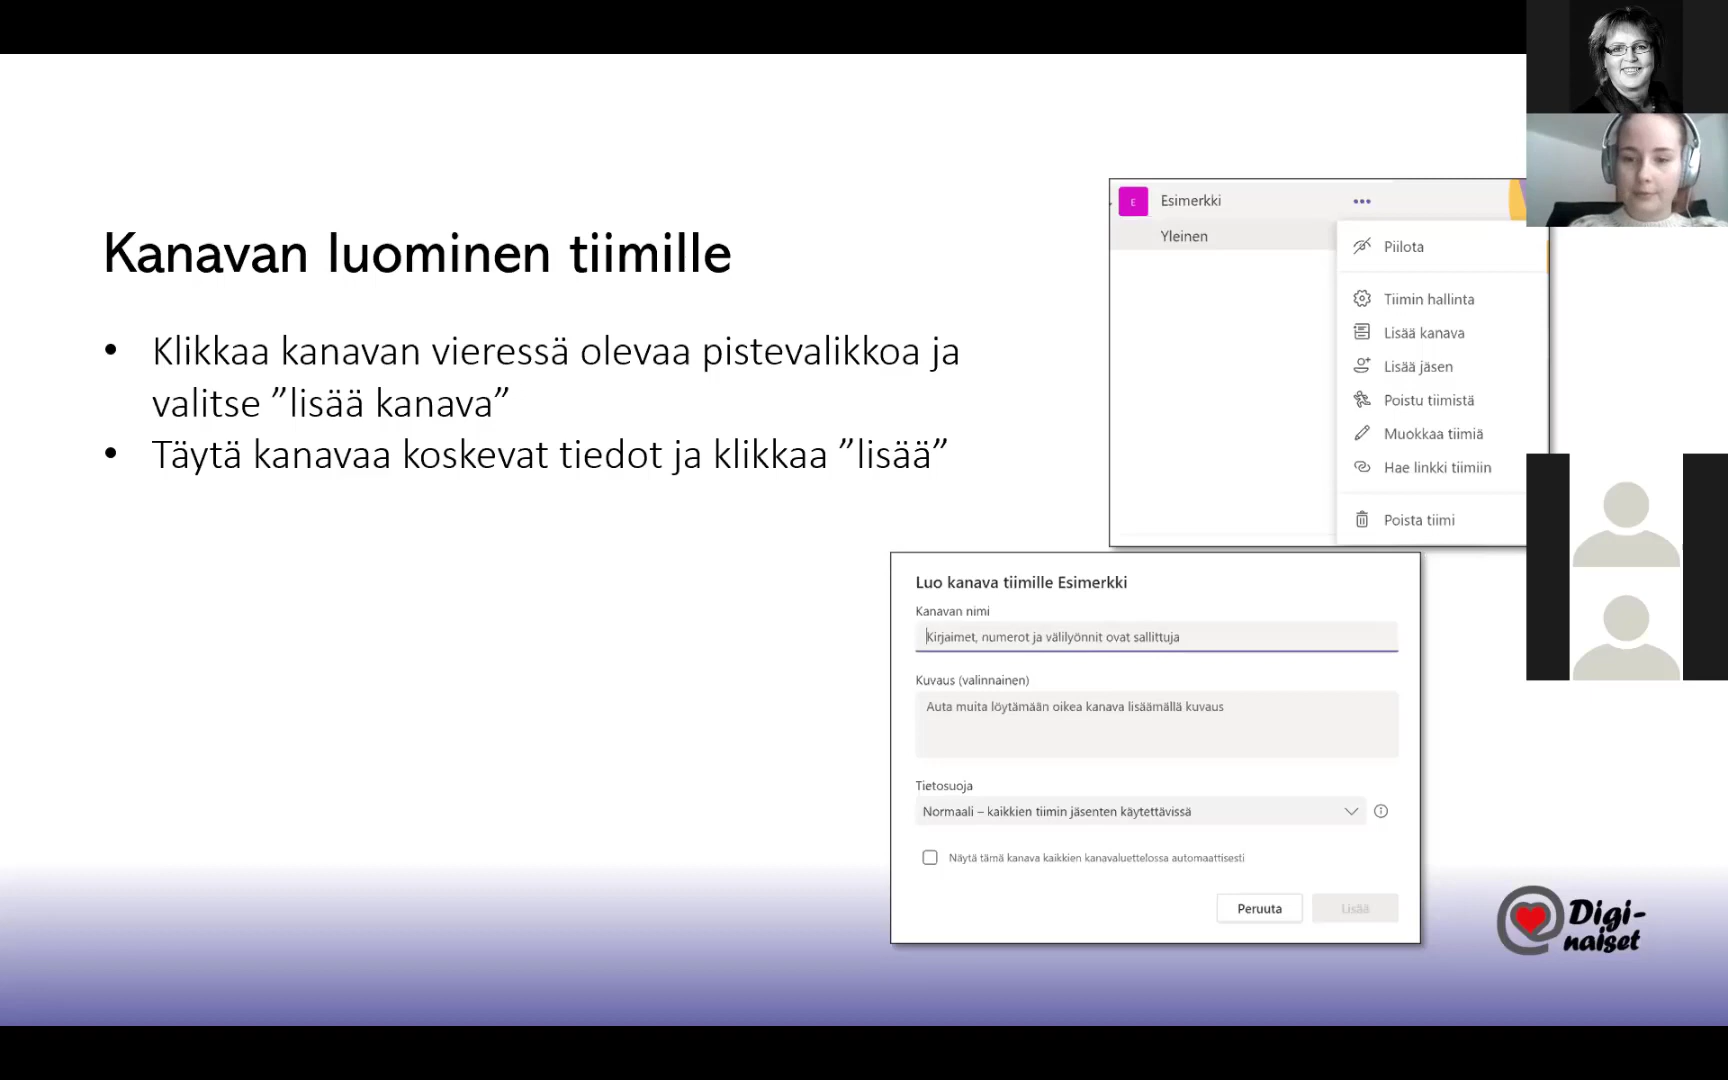 Kanavan luominen tiimille
• Klikkaa kanavan vieressä olevaa pistevalikkoa ja
valitse ”lisää kanava”
• Täytä kanavaa koskevat tiedot ja klikkaa ”lisää”
E Esimerkki •••
Yleinen
Piilota
Tiimin hallinta
Lisää kanava
Lisää jäsen
Poistu tiimistä
Muokkaa tiimiä
Hae linkki tiimiin
Poista tiimi
Luo kanava tiimille Esimerkki
Kanavan nimi
Kirjaimet, numerot ja välilyönnit ovat sallittuja
Kuvaus (valinnainen)
Auta muita löytämään oikea kanava lisäämällä kuvaus
Tietosuoja
Normaali – kaikkien tiimin jäsenten käytettävissä
Näytä tämä kanava kaikkien kanavaluettelossa automaattisesti
Peruuta Lisää
Digi-
naiset